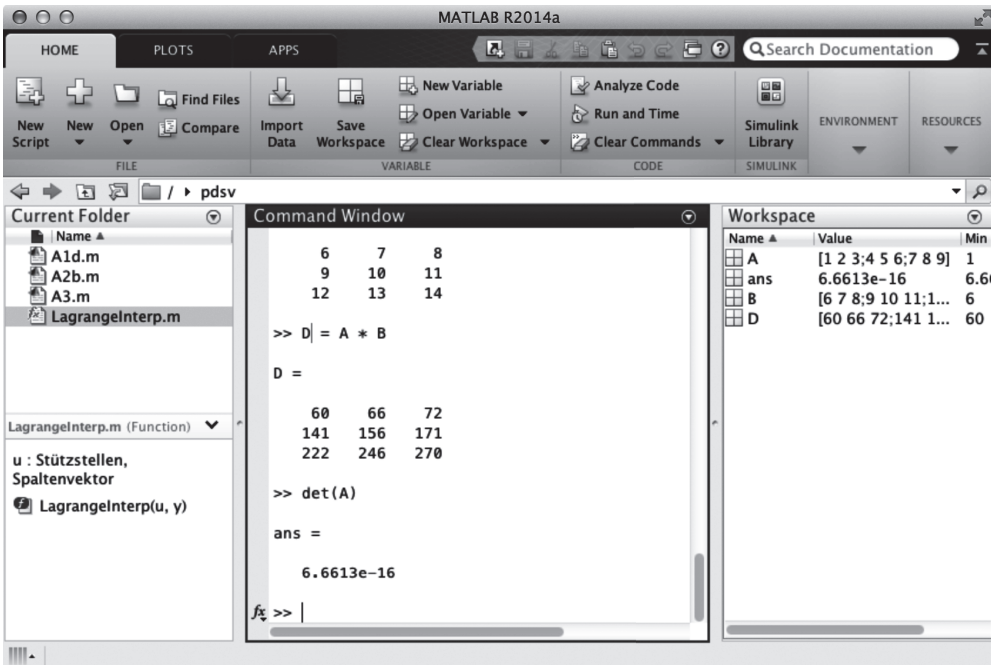 MATLAB R2014a
HOME PLOTS APPS Search Documentation
New Script New Open Find Files Compare Import Data Save Workspace New Variable Open Variable Clear Workspace Analyze Code Run and Time Clear Commands Simulink Library ENVIRONMENT RESOURCES
FILE VARIABLE CODE SIMULINK
/ pdsv
Current Folder
Name
A1d.m
A2b.m
A3.m
LagrangeInterp.m
LagrangeInterp.m (Function)
u : Stützstellen,
Spaltenvektor
LagrangeInterp(u, y)
Command Window
6 7 8
9 10 11
12 13 14
>> D = A * B
D =
60 66 72
141 156 171
222 246 270
>> det(A)
ans =
6.6613e-16
fx >>
Workspace
Name Value Min
A [1 2 3;4 5 6;7 8 9] 1
ans 6.6613e-16 6.6
B [6 7 8;9 10 11;1... 6
D [60 66 72;141 1... 60